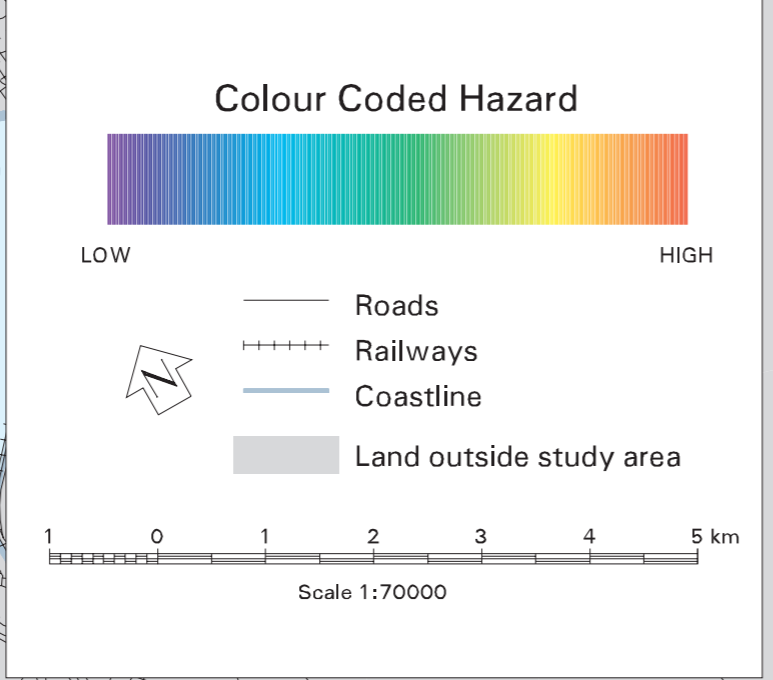 Colour Coded Hazard
LOW HIGH
Roads
Railways
N
Coastline
Land outside study area
1 0 1 2 3 4 5 km
Scale 1:70000